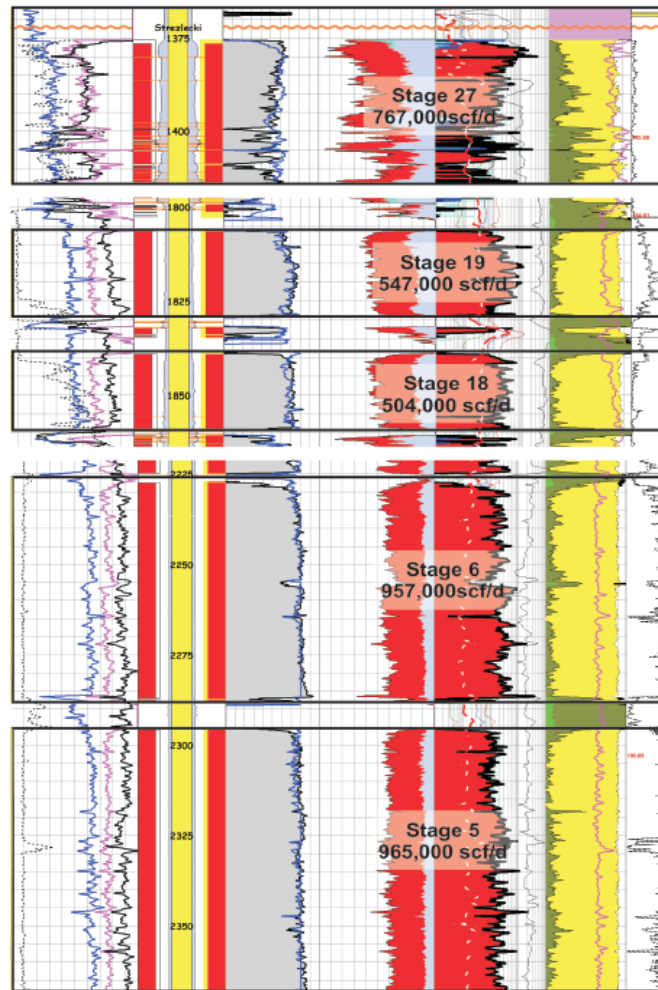 Strezlecki
1375
Stage 27
767,000scf/d
1400
1800
Stage 19
547,000 scf/d
1825
Stage 18
504,000 scf/d
1850
2225
2250
Stage 6
957,000scf/d
2275
2300
2325
Stage 5
965,000 scf/d
2350